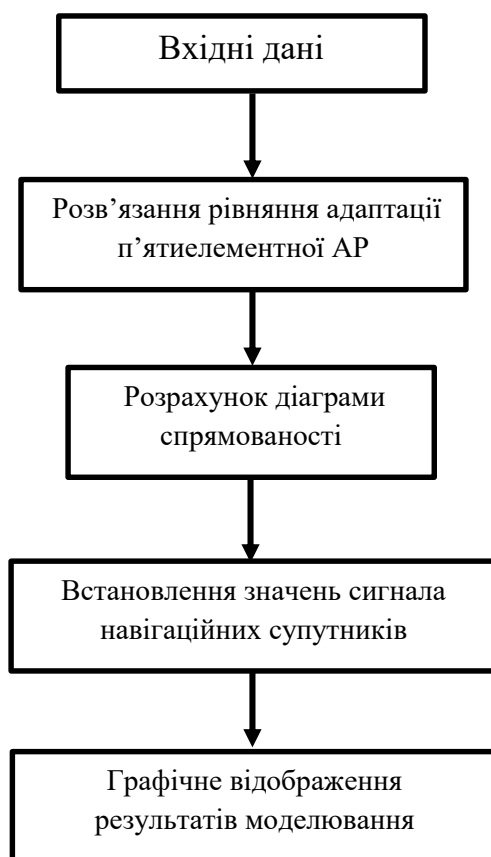 Вхідні дані
Розв’язання рівняння адаптації
п’ятиелементної АР
Розрахунок діаграми
спрямованості
Встановлення значень сигнала
навігаційних супутників
Графічне відображення
результатів моделювання